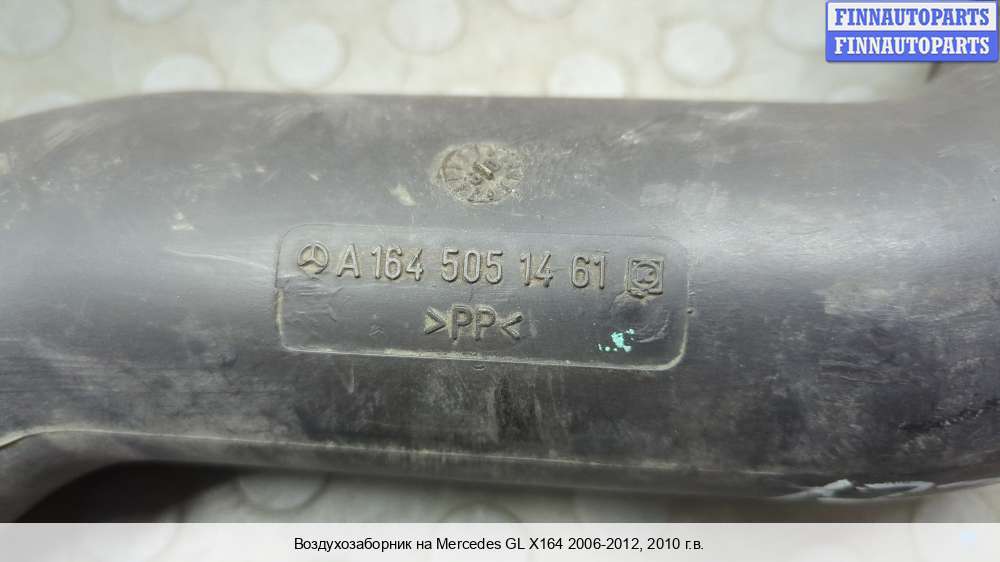 FINNAUTOPARTS
FINNAUTOPARTS
A 164 505 14 61
>PP<
Воздухозаборник на Mercedes GL X164 2006-2012, 2010 г.в.